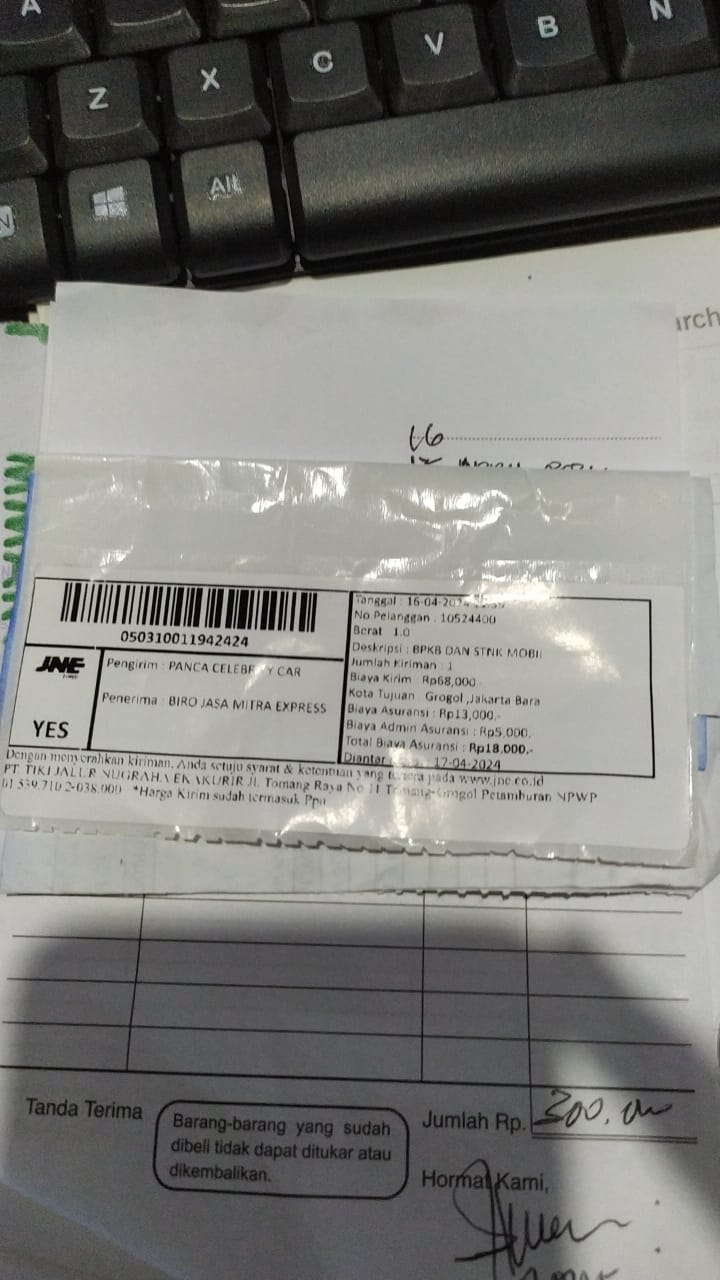 A
N
Z
X
C
V
B
Alt
N
arch
16
050310011942424
JNE
YES
Pengirim : PANCA CELEBR Y CAR
Penerima : BIRO JASA MITRA EXPRESS
Tanggal : 16-04-2024
No.Pelanggan : 10524400
Berat 1.0
Deskripsi : BPKB DAN STNK MOBIL
Jumlah Kiriman : 1
Biaya Kirim : Rp68,000.-
Kota Tujuan Grogol ,Jakarta Bara
Biaya Asuransi : Rp13,000.-
Biaya Admin Asuransi : Rp5,000.
Total Biaya Asuransi : Rp18.000.-
Diantar 17-04-2024
Dengan menyerahkan kiriman, Anda setuju syarat & ketentuan yang tertera pada www.jne.co.id
PT. TIKI JALUR NUGRAHA EKAKURIR Jl. Tomang Raya No 11 Tomang-Grogol Petamburan NPWP
01 539.710 2-038.000 *Harga Kirim sudah termasuk Ppn
Tanda Terima
Barang-barang yang sudah
dibeli tidak dapat ditukar atau
dikembalikan.
Jumlah Rp. 300.000
Hormat Kami,